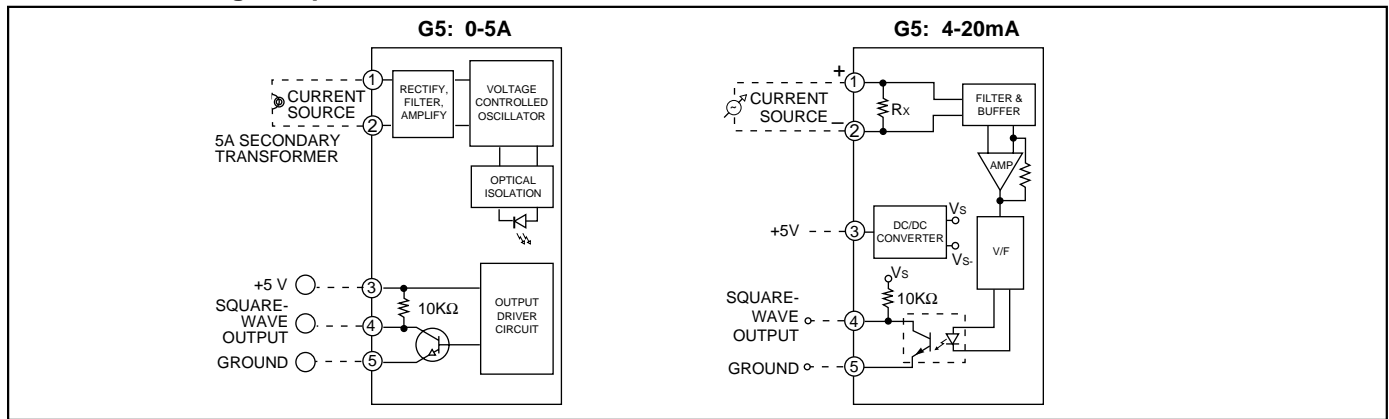 G5: 0-5A
1
CURRENT
SOURCE
2
5A SECONDARY
TRANSFORMER
RECTIFY,
FILTER,
AMPLIFY
VOLTAGE
CONTROLLED
OSCILLATOR
OPTICAL
ISOLATION
+5 V
3
SQUARE-
WAVE
OUTPUT
4
10KΩ
GROUND
5
OUTPUT
DRIVER
CIRCUIT
G5: 4-20mA
+
1
CURRENT
SOURCE
–
2
~
RX
FILTER &
BUFFER
AMP
+5V
3
DC/DC
CONVERTER
VS
VS-
V/F
VS
10KΩ
SQUARE-
WAVE
OUTPUT
4
GROUND
5